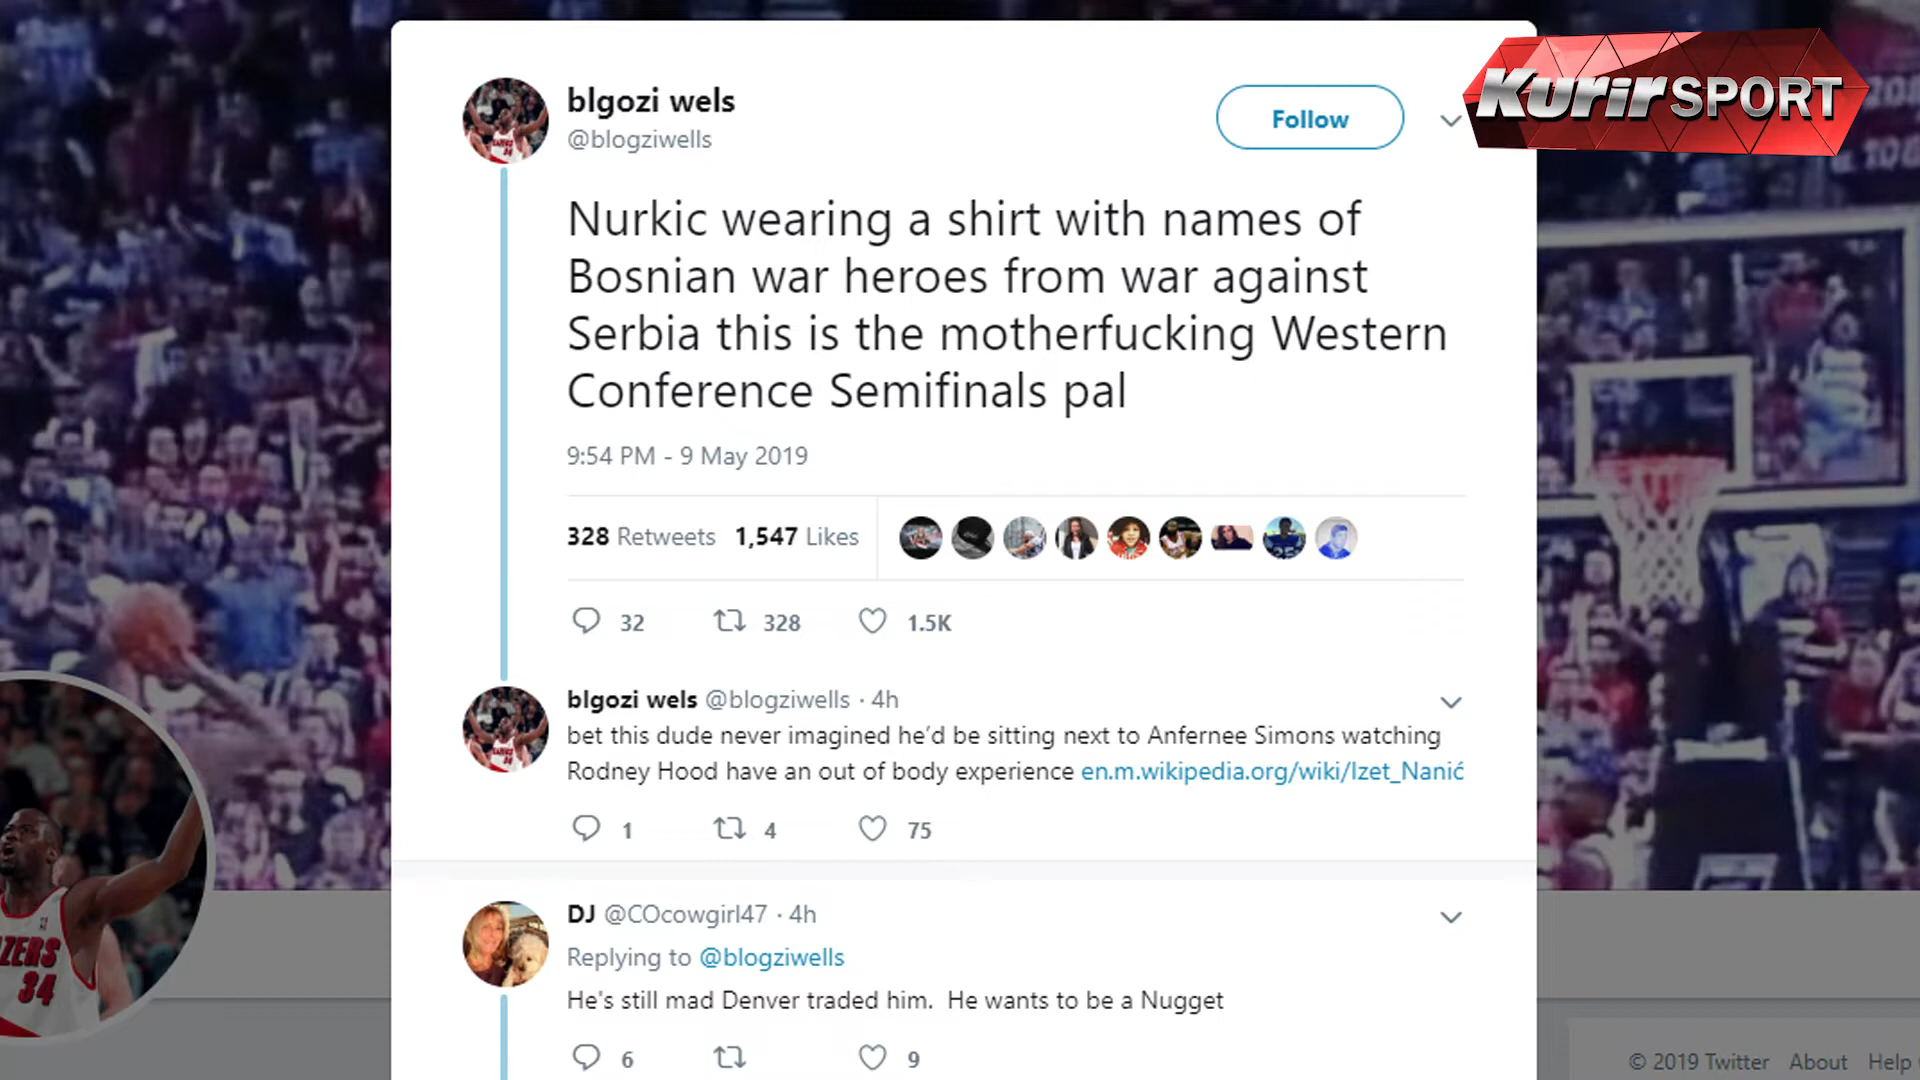 KurirSPORT
blgozi wels
@blogziwells
Follow
Nurkic wearing a shirt with names of
Bosnian war heroes from war against
Serbia this is the motherfucking Western
Conference Semifinals pal
9:54 PM - 9 May 2019
328 Retweets 1,547 Likes
32 328 1.5K
blgozi wels @blogziwells · 4h
bet this dude never imagined he'd be sitting next to Anfernee Simons watching
Rodney Hood have an out of body experience en.m.wikipedia.org/wiki/Izet_Nanić
1 4 75
DJ @COcowgirl47 · 4h
Replying to @blogziwells
He's still mad Denver traded him. He wants to be a Nugget
6 9
34
© 2019 Twitter About Help